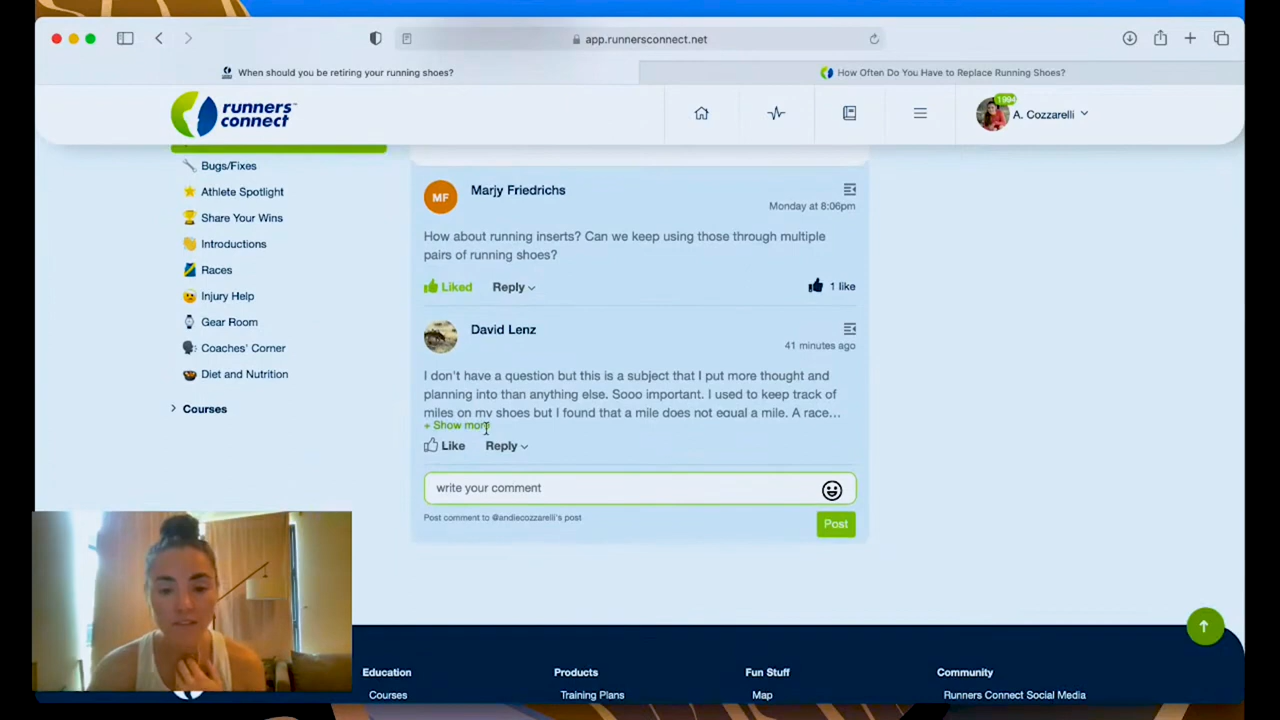 app.runnersconnect.net
When should you be retiring your running shoes?
How Often Do You Have to Replace Running Shoes?
runners
connect™
1994
A. Cozzarelli
Bugs/Fixes
Athlete Spotlight
Share Your Wins
Introductions
Races
Injury Help
Gear Room
Coaches' Corner
Diet and Nutrition
Courses
MF
Marjy Friedrichs
Monday at 8:06pm
How about running inserts? Can we keep using those through multiple
pairs of running shoes?
Liked
Reply
1 like
David Lenz
41 minutes ago
I don't have a question but this is a subject that I put more thought and
planning into than anything else. Sooo important. I used to keep track of
miles on my shoes but I found that a mile does not equal a mile. A race...
+ Show more
Like
Reply
write your comment
Post comment to @andiecozzarelli's post
Post
Education
Products
Fun Stuff
Community
Courses
Training Plans
Map
Runners Connect Social Media